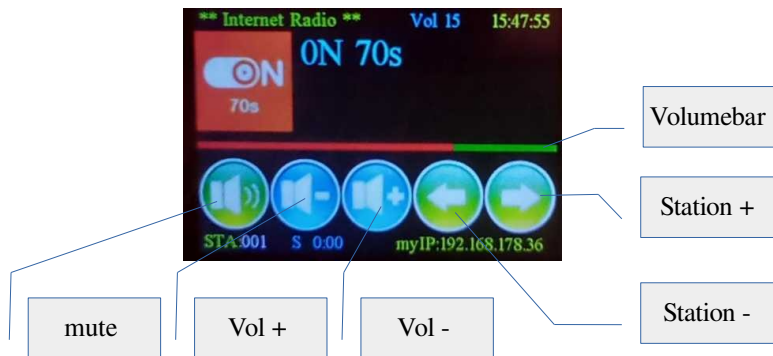 ** Internet Radio ** Vol 15 15:47:55
0N 70s
ON
70s
Volumebar
Station +
STA:001 S 0:00 myIP:192.168.178.36
Station -
mute Vol + Vol -